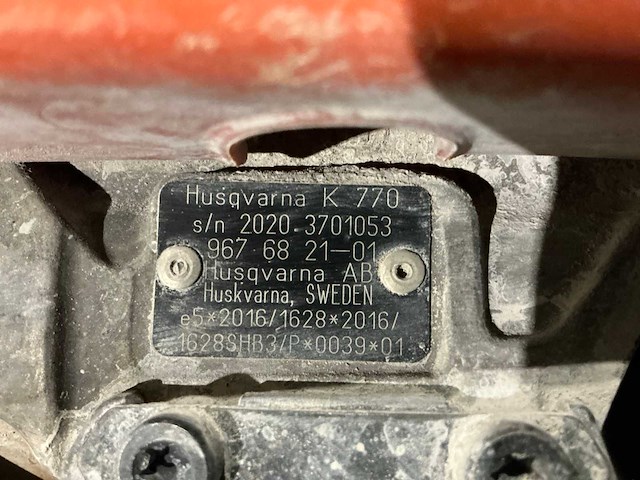 Husqvarna K 770
s/n 2020.3701053
967 68 21-01
Husqvarna AB
Huskvarna, SWEDEN
e5*2016/1628*2016/
1628SHB3/P*0039*01